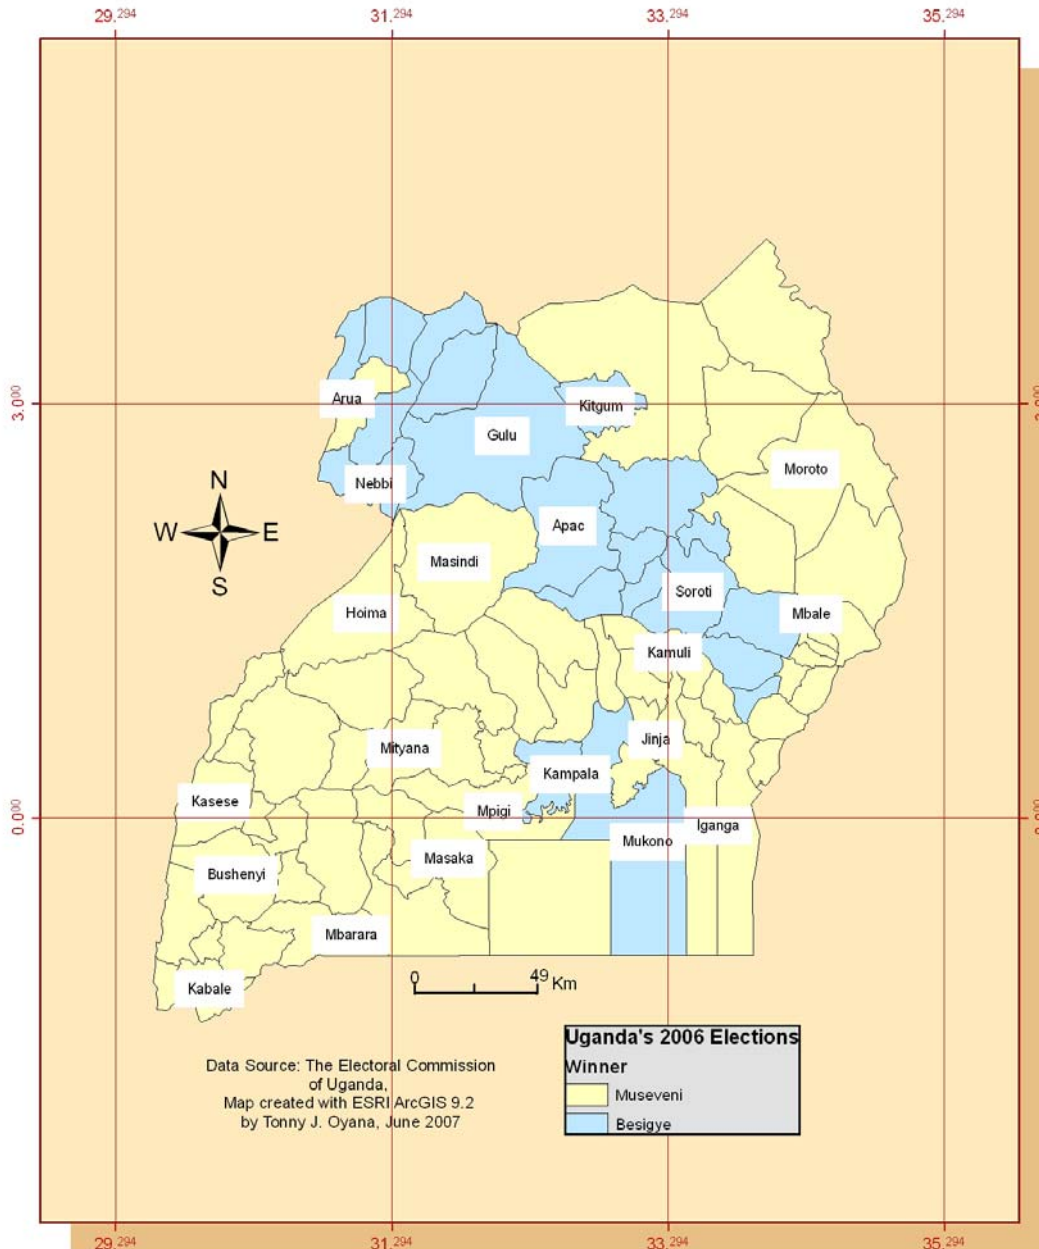 29.294 31.294 33.294 35.294
3.000
Arua
Kitgum
Gulu
Moroto
Nebbi
N
W E
S
Apac
Masindi
Soroti
Hoima
Mbale
Kamuli
Jinja
Mityana
Kampala
Kasese
Mpigi
0.000
Iganga
Mukono
Masaka
Bushenyi
Mbarara
Kabale
0 49 Km
Uganda's 2006 Elections
Winner
Museveni
Besigye
Data Source: The Electoral Commission
of Uganda,
Map created with ESRI ArcGIS 9.2
by Tonny J. Oyana, June 2007
29.294 31.294 33.294 35.294